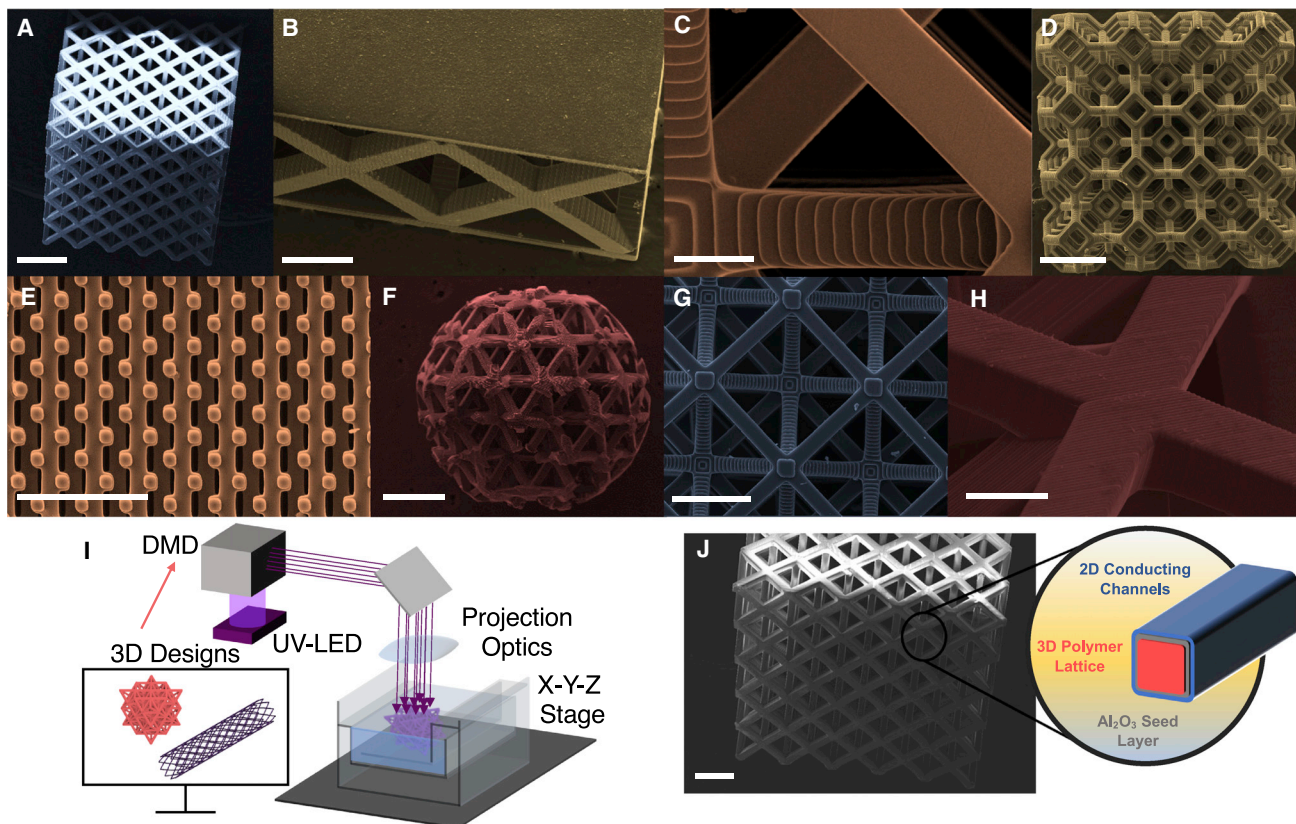 A
B
C
D
E
F
G
H
I
DMD
UV-LED
3D Designs
Projection
Optics
X-Y-Z
Stage
J
2D Conducting
Channels
3D Polymer
Lattice
Al₂O₃ Seed
Layer